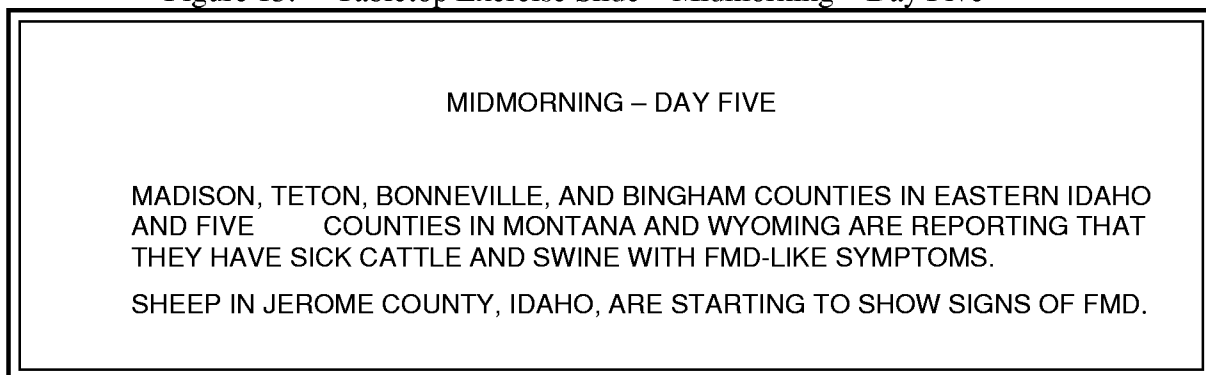 Figure 13. Tabletop Exercise Slide – Midmorning – Day Five
MIDMORNING – DAY FIVE
MADISON, TETON, BONNEVILLE, AND BINGHAM COUNTIES IN EASTERN IDAHO
AND FIVE COUNTIES IN MONTANA AND WYOMING ARE REPORTING THAT
THEY HAVE SICK CATTLE AND SWINE WITH FMD-LIKE SYMPTOMS.
SHEEP IN JEROME COUNTY, IDAHO, ARE STARTING TO SHOW SIGNS OF FMD.